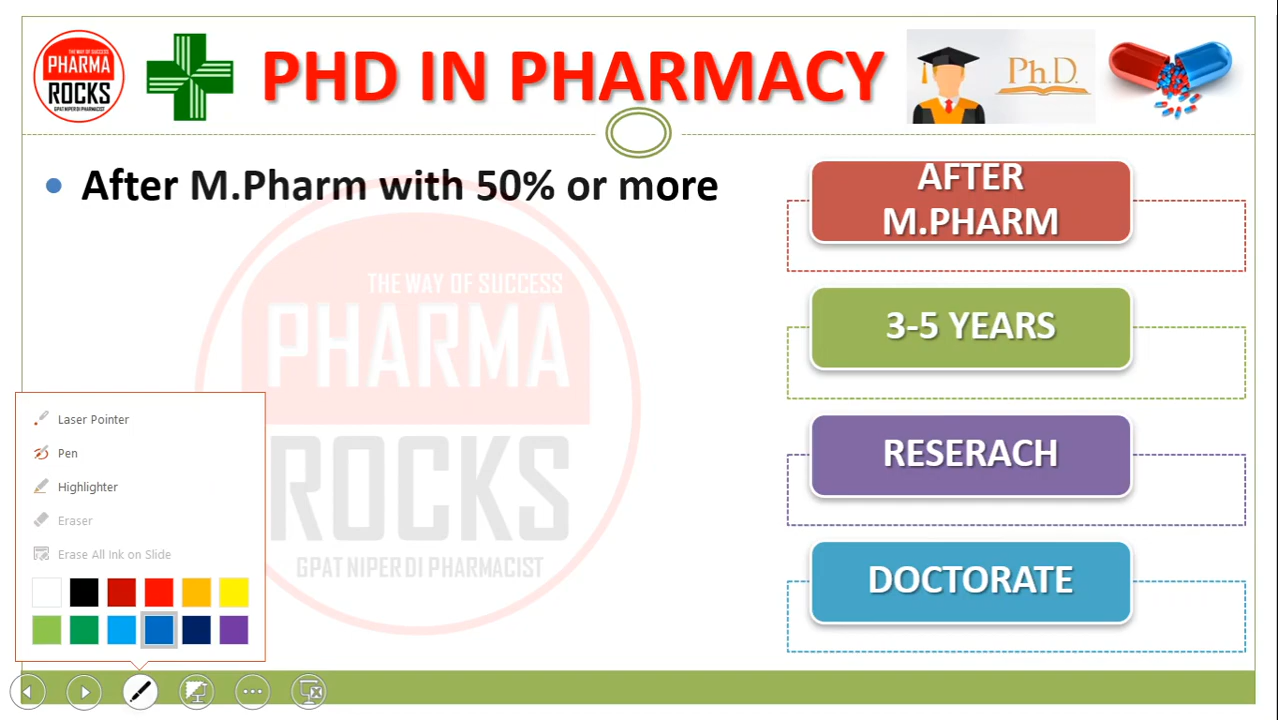 THE WAY OF SUCCESS
PHARMA
ROCKS
GPAT NIPER DI PHARMACIST
PHD IN PHARMACY
Ph.D.
• After M.Pharm with 50% or more
AFTER
M.PHARM
3-5 YEARS
RESERACH
DOCTORATE
THE WAY OF SUCCESS
PHARMA
ROCKS
GPAT NIPER DI PHARMACIST
Laser Pointer
Pen
Highlighter
Eraser
Erase All Ink on Slide